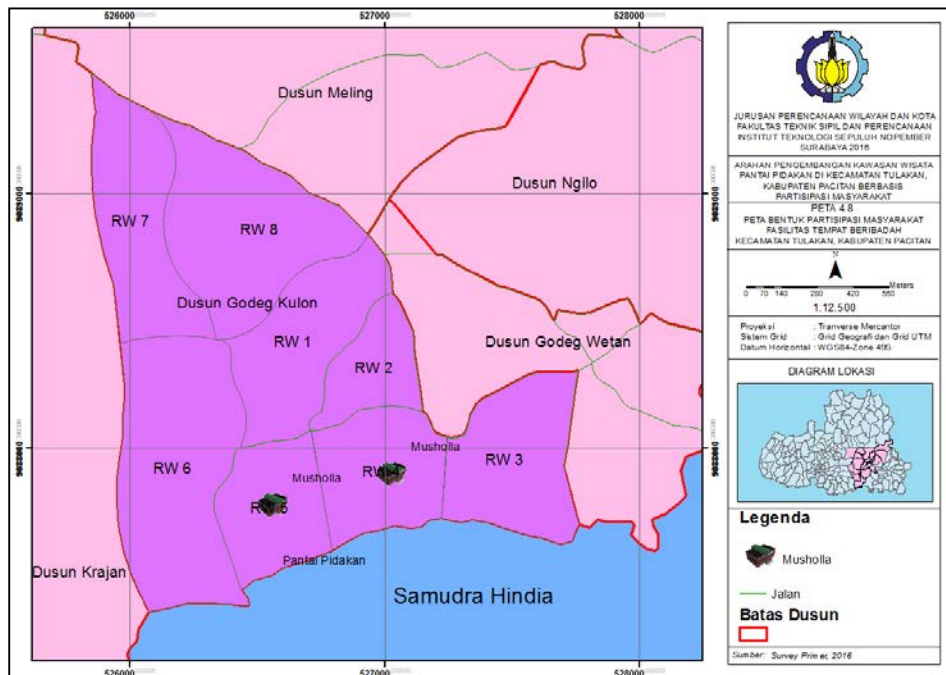 526000
527000
528000
Dusun Meling
Dusun Ngilo
RW 7
RW 8
Dusun Godeg Kulon
RW 1
RW 2
Dusun Godeg Wetan
Musholla
RW 3
RW 4
RW 6
Musholla
RW 5
Pantai Pidakan
Dusun Krajan
Samudra Hindia
526000
527000
528000
JURUSAN PERENCANAAN WILAYAH DAN KOTA
FAKULTAS TEKNIK SIPIL DAN PERENCANAAN
INSTITUT TEKNOLOGI SEPULUH NOPEMBER
SURABAYA 2016
ARAHAN PENGEMBANGAN KAWASAN WISATA
PANTAI PIDAKAN DI KECAMATAN TULAKAN,
KABUPATEN PACITAN BERBASIS
PARTISIPASI MASYARAKAT
PETA 4.8
PETA BENTUK PARTISIPASI MASYARAKAT
FASILITAS TEMPAT BERIBADAH
KECAMATAN TULAKAN, KABUPATEN PACITAN
N
Meters
0 70 140 280 420 560
1:12.500
Proyeksi : Tranverse Mercantor
Sistem Grid : Grid Geografi dan Grid UTM
Datum Horizontal : WGS84-Zone 49S
DIAGRAM LOKASI
Legenda
Musholla
Jalan
Batas Dusun
Sumber: Survey Primer, 2016